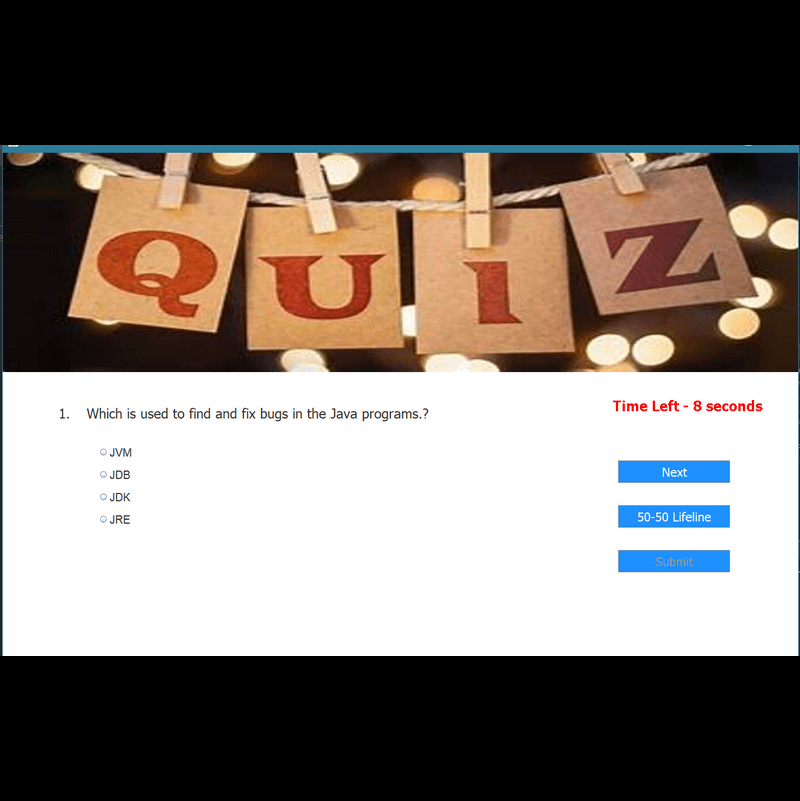 QUIZ
1. Which is used to find and fix bugs in the Java programs.?
Time Left - 8 seconds
JVM
JDB
JDK
JRE
Next
50-50 Lifeline
Submit